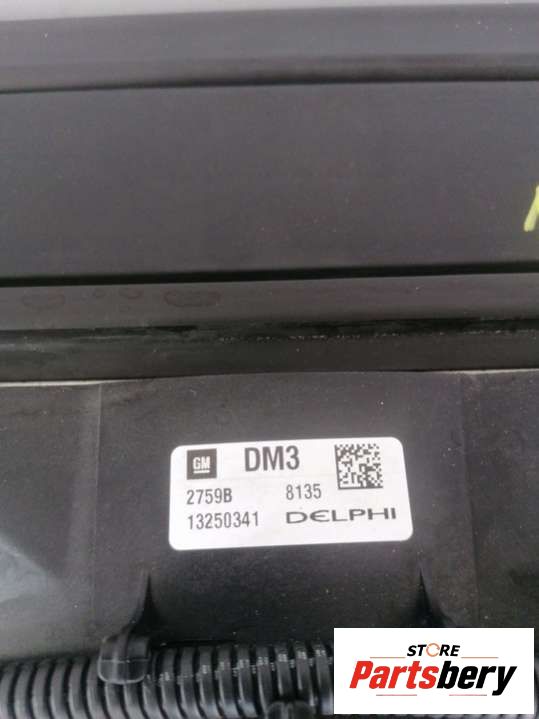 GM DM3
2759B 8135
13250341 DELPHI
STORE
Partsbery